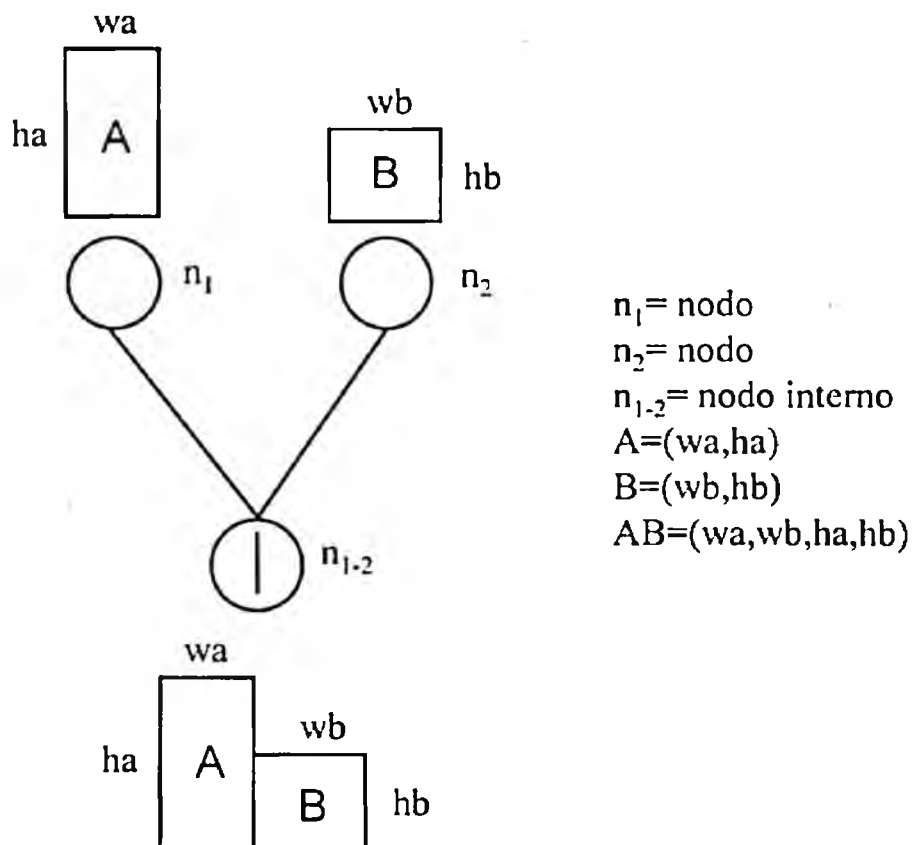 wa
ha A
wb
B hb
n₁
n₂
n₁= nodo
n₂= nodo
n₁₋₂= nodo interno
A=(wa,ha)
B=(wb,hb)
AB=(wa,wb,ha,hb)
n₁₋₂
wa
wb
ha A
B hb